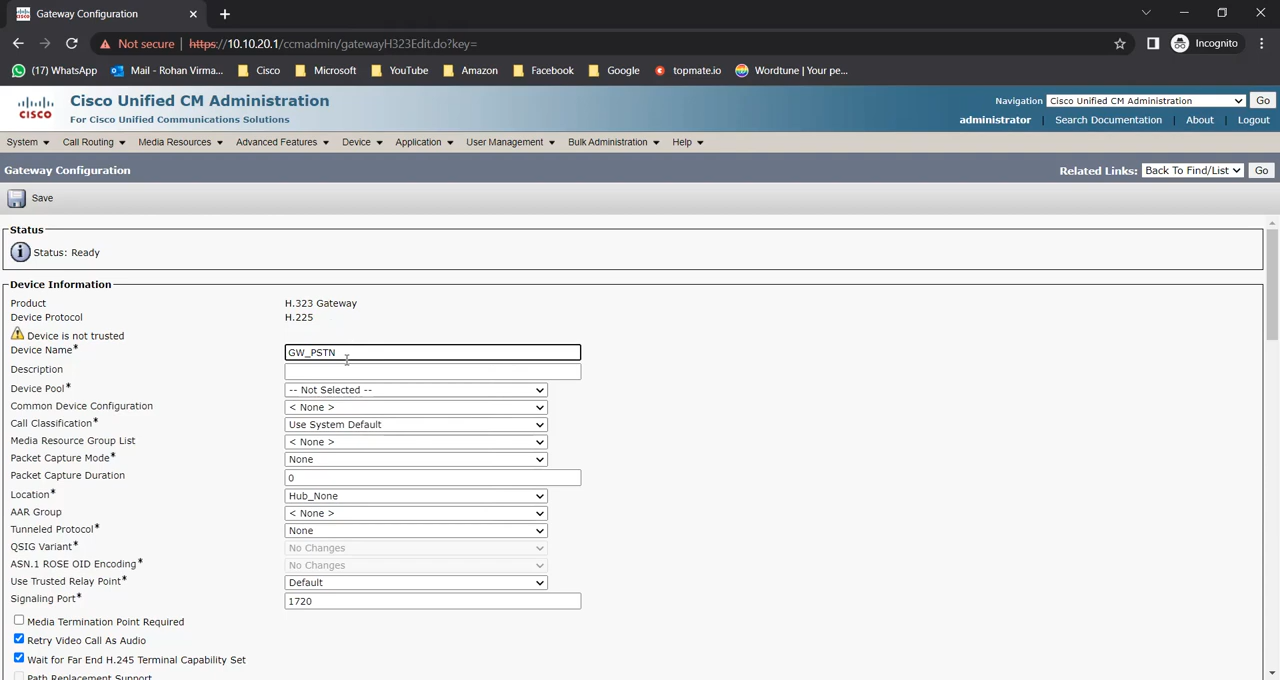 Gateway Configuration
Not secure | https://10.10.20.1/ccmadmin/gatewayH323Edit.do?key=
Incognito
(17) WhatsApp Mail - Rohan Virma... Cisco Microsoft YouTube Amazon Facebook Google topmate.io Wordtune | Your pe...
CISCO
Cisco Unified CM Administration
For Cisco Unified Communications Solutions
Navigation Cisco Unified CM Administration Go
administrator | Search Documentation | About | Logout
System Call Routing Media Resources Advanced Features Device Application User Management Bulk Administration Help
Gateway Configuration Related Links: Back To Find/List Go
Save
Status
Status: Ready
Device Information
Product H.323 Gateway
Device Protocol H.225
Device is not trusted
Device Name* GW_PSTN
Description
Device Pool* -- Not Selected --
Common Device Configuration < None >
Call Classification* Use System Default
Media Resource Group List < None >
Packet Capture Mode* None
Packet Capture Duration 0
Location* Hub_None
AAR Group < None >
Tunneled Protocol* None
QSIG Variant* No Changes
ASN.1 ROSE OID Encoding* No Changes
Use Trusted Relay Point* Default
Signaling Port* 1720
Media Termination Point Required
Retry Video Call As Audio
Wait for Far End H.245 Terminal Capability Set
Path Replacement Support